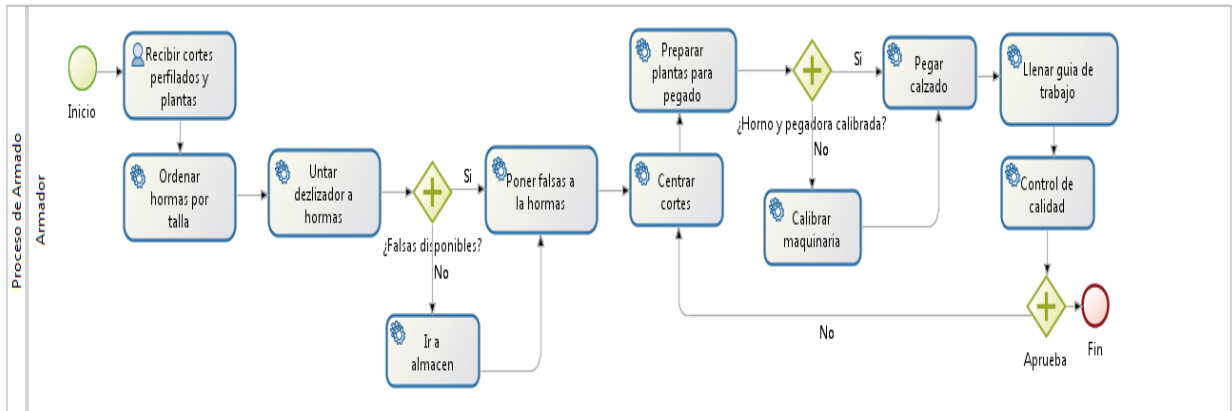 Proceso de Armado
Armador
Inicio
Recibir cortes
perfilados y
plantas
Ordenar
hormas por
talla
Untar
dezlizador a
hormas
¿Falsas disponibles?
Si
No
Ir a
almacen
Poner falsas a
la hormas
Centrar
cortes
Preparar
plantas para
pegado
¿Horno y pegadora calibrada?
Si
No
Calibrar
maquinaria
Pegar
calzado
Llenar guia de
trabajo
Control de
calidad
Aprueba
No
Fin